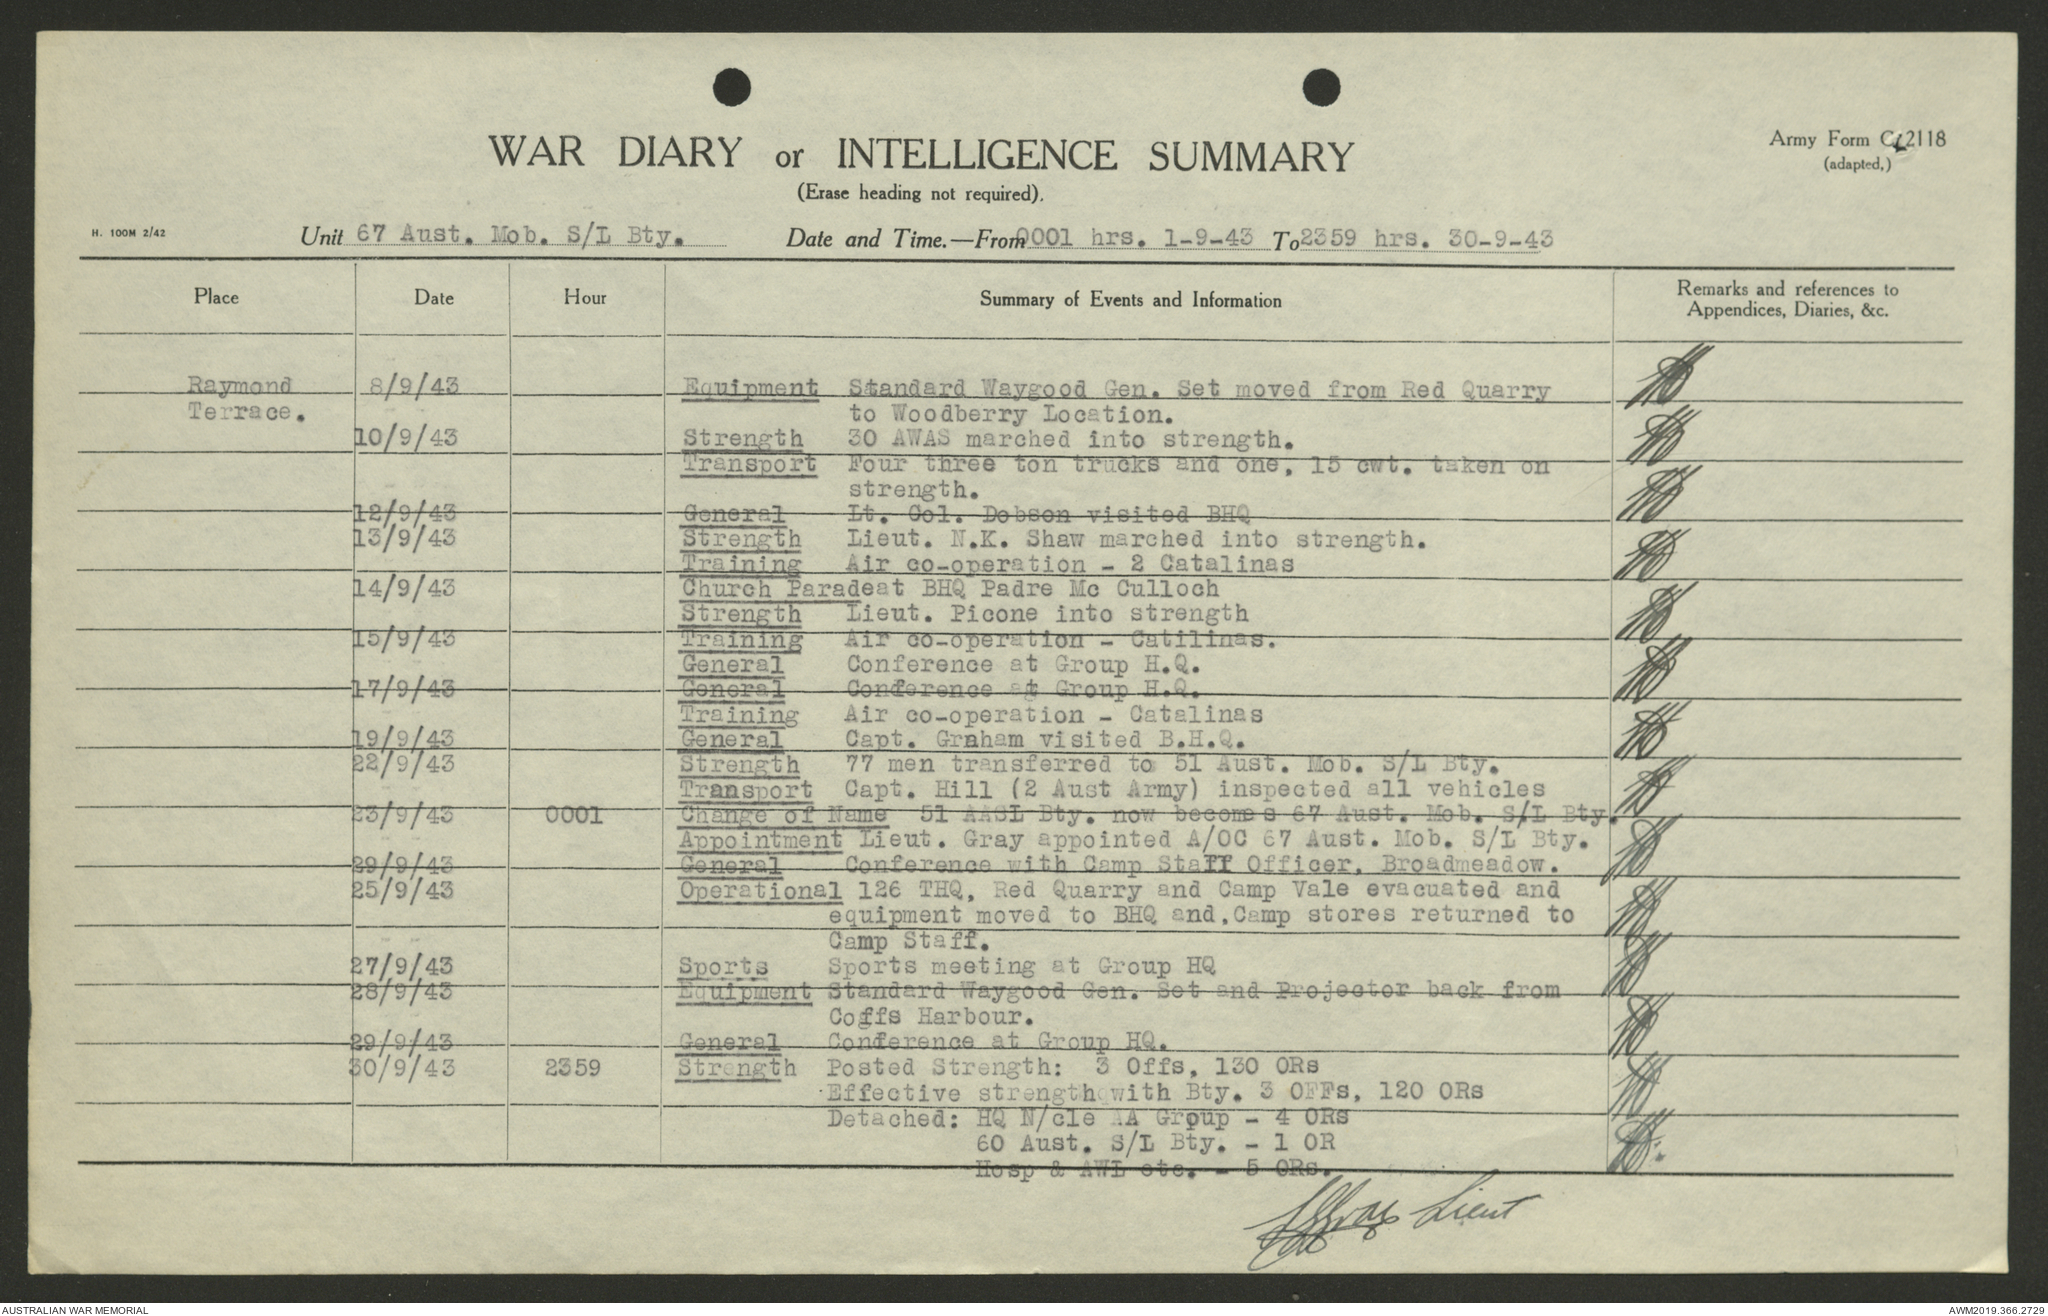 WAR DIARY or INTELLIGENCE SUMMARY
(Erase heading not required).
Army Form C. 2118
(adapted,)
H. 100M 2/42
Unit 67 Aust. Mob. S/L Bty. Date and Time.—From 0001 hrs. 1-9-43 To 2359 hrs. 30-9-43
Place Date Hour Summary of Events and Information Remarks and references to
Appendices, Diaries, &c.
Raymond 8/9/43 Equipment Standard Waygood Gen. Set moved from Red Quarry
Terrace. to Woodberry Location.
10/9/43 Strength 30 AWAS marched into strength.
Transport Four three ton trucks and one, 15 cwt. taken on
strength.
12/9/43 General Lt. Col. Dobson visited BHQ
13/9/43 Strength Lieut. N.K. Shaw marched into strength.
Training Air co-operation - 2 Catalinas
14/9/43 Church Paradeat BHQ Padre Mc Culloch
Strength Lieut. Picone into strength
15/9/43 Training Air co-operation - Catilinas.
General Conference at Group H.Q.
17/9/43 General Conference at Group H.Q.
Training Air co-operation - Catalinas
19/9/43 General Capt. Graham visited B.H.Q.
22/9/43 Strength 77 men transferred to 51 Aust. Mob. S/L Bty.
Transport Capt. Hill (2 Aust Army) inspected all vehicles
23/9/43 0001 Change of Name 51 AASL Bty. now becomes 67 Aust. Mob. S/L Bty.
Appointment Lieut. Gray appointed A/OC 67 Aust. Mob. S/L Bty.
29/9/43 General Conference with Camp Staff Officer, Broadmeadow.
25/9/43 Operational 126 THQ, Red Quarry and Camp Vale evacuated and
equipment moved to BHQ and,Camp stores returned to
Camp Staff.
27/9/43 Sports Sports meeting at Group HQ
28/9/43 Equipment Standard Waygood Gen. Set and Projector back from
Coffs Harbour.
29/9/43 General Conference at Group HQ.
30/9/43 2359 Strength Posted Strength: 3 Offs, 130 ORs
Effective strength with Bty. 3 OFFs, 120 ORs
Detached: HQ N/cle AA Group - 4 ORs
60 Aust. S/L Bty. - 1 OR
Hosp & AWL etc. - 5 ORs.
Gray Lieut
AUSTRALIAN WAR MEMORIAL
AWM2019.366.2729